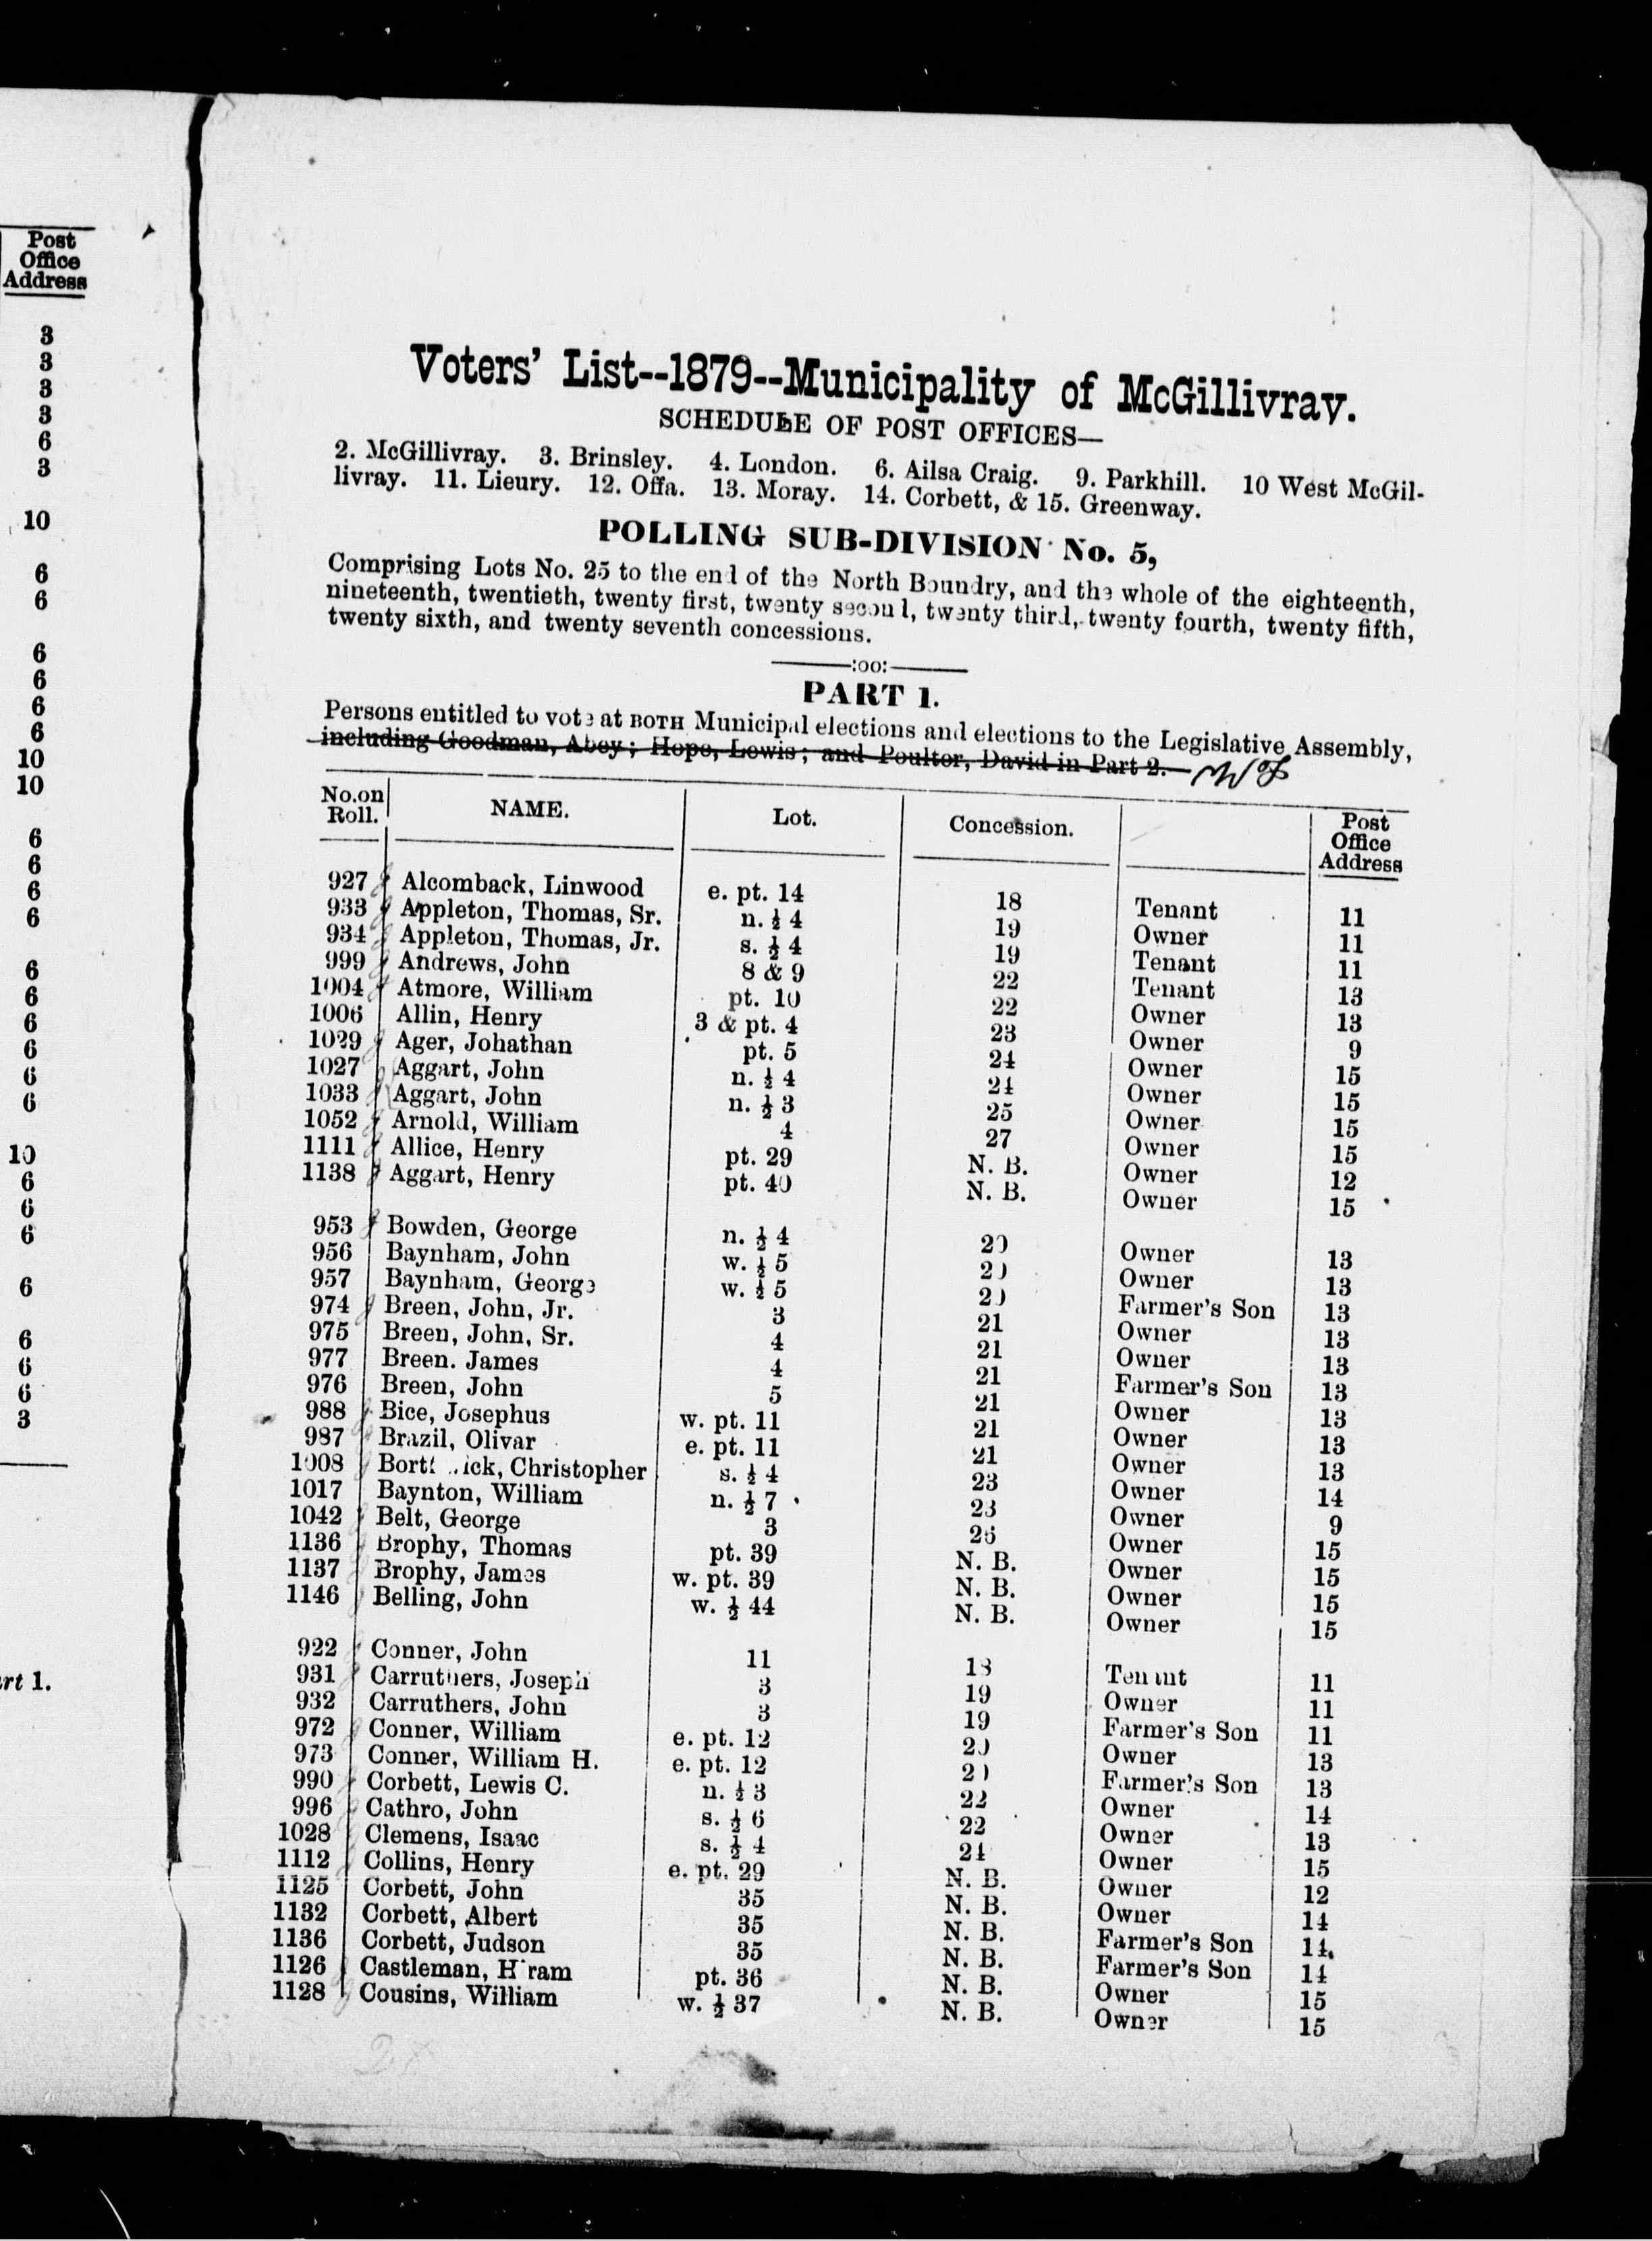 Post
Office
Address
3
3
3
3
6
3
10
6
6
6
6
6
6
10
10
6
6
6
6
6
6
6
6
6
6
10
6
6
6
6
6
6
6
3
rt 1.
Voters' List--1879--Municipality of McGillivray.
SCHEDULE OF POST OFFICES—
2. McGillivray. 3. Brinsley. 4. London. 6. Ailsa Craig. 9. Parkhill. 10 West McGil-
livray. 11. Lieury. 12. Offa. 13. Moray. 14. Corbett, & 15. Greenway.
POLLING SUB-DIVISION No. 5,
Comprising Lots No. 25 to the end of the North Boundry, and the whole of the eighteenth,
nineteenth, twentieth, twenty first, twenty second, twenty third, twenty fourth, twenty fifth,
twenty sixth, and twenty seventh concessions.
:oo:
PART 1.
Persons entitled to vote at BOTH Municipal elections and elections to the Legislative Assembly,
including Goodman, Abey; Hope, Lewis; and Poulter, David in Part 2.
No. on Roll. NAME. Lot. Concession. Post Office Address
927 Alcomback, Linwood e. pt. 14 18 Tenant 11
933 Appleton, Thomas, Sr. n. ½ 4 19 Owner 11
934 Appleton, Thomas, Jr. s. ½ 4 19 Tenant 11
999 Andrews, John 8 & 9 22 Tenant 13
1004 Atmore, William pt. 10 22 Owner 13
1006 Allin, Henry 3 & pt. 4 23 Owner 9
1029 Ager, Johathan pt. 5 24 Owner 15
1027 Aggart, John n. ½ 4 24 Owner 15
1033 Aggart, John n. ½ 3 25 Owner 15
1052 Arnold, William 4 27 Owner 15
1111 Allice, Henry pt. 29 N. B. Owner 12
1138 Aggart, Henry pt. 40 N. B. Owner 15
953 Bowden, George n. ½ 4 20 Owner 13
956 Baynham, John w. ½ 5 20 Owner 13
957 Baynham, George w. ½ 5 20 Farmer's Son 13
974 Breen, John, Jr. 3 21 Owner 13
975 Breen, John, Sr. 4 21 Owner 13
977 Breen. James 4 21 Farmer's Son 13
976 Breen, John 5 21 Owner 13
988 Bice, Josephus w. pt. 11 21 Owner 13
987 Brazil, Olivar e. pt. 11 21 Owner 13
1008 Christopher s. ½ 4 23 Owner 14
1017 Baynton, William n. ½ 7 23 Owner 9
1042 Belt, George 3 26 Owner 15
1136 Brophy, Thomas pt. 39 N. B. Owner 15
1137 Brophy, James w. pt. 39 N. B. Owner 15
1146 Belling, John w. ½ 44 N. B. Owner 15
922 Conner, John 11 18 Tenant 11
931 Carruthers, Joseph 3 19 Owner 11
932 Carruthers, John 3 19 Farmer's Son 11
972 Conner, William e. pt. 12 20 Owner 13
973 Conner, William H. e. pt. 12 20 Farmer's Son 13
990 Corbett, Lewis C. n. ½ 3 22 Owner 14
996 Cathro, John s. ½ 6 22 Owner 13
1028 Clemens, Isaac s. ½ 4 24 Owner 15
1112 Collins, Henry e. pt. 29 N. B. Owner 12
1125 Corbett, John 35 N. B. Owner 14
1132 Corbett, Albert 35 N. B. Farmer's Son 14
1136 Corbett, Judson 35 N. B. Farmer's Son 14
1126 Castleman, Hiram pt. 36 N. B. Owner 15
1128 Cousins, William w. ½ 37 N. B. Owner 15